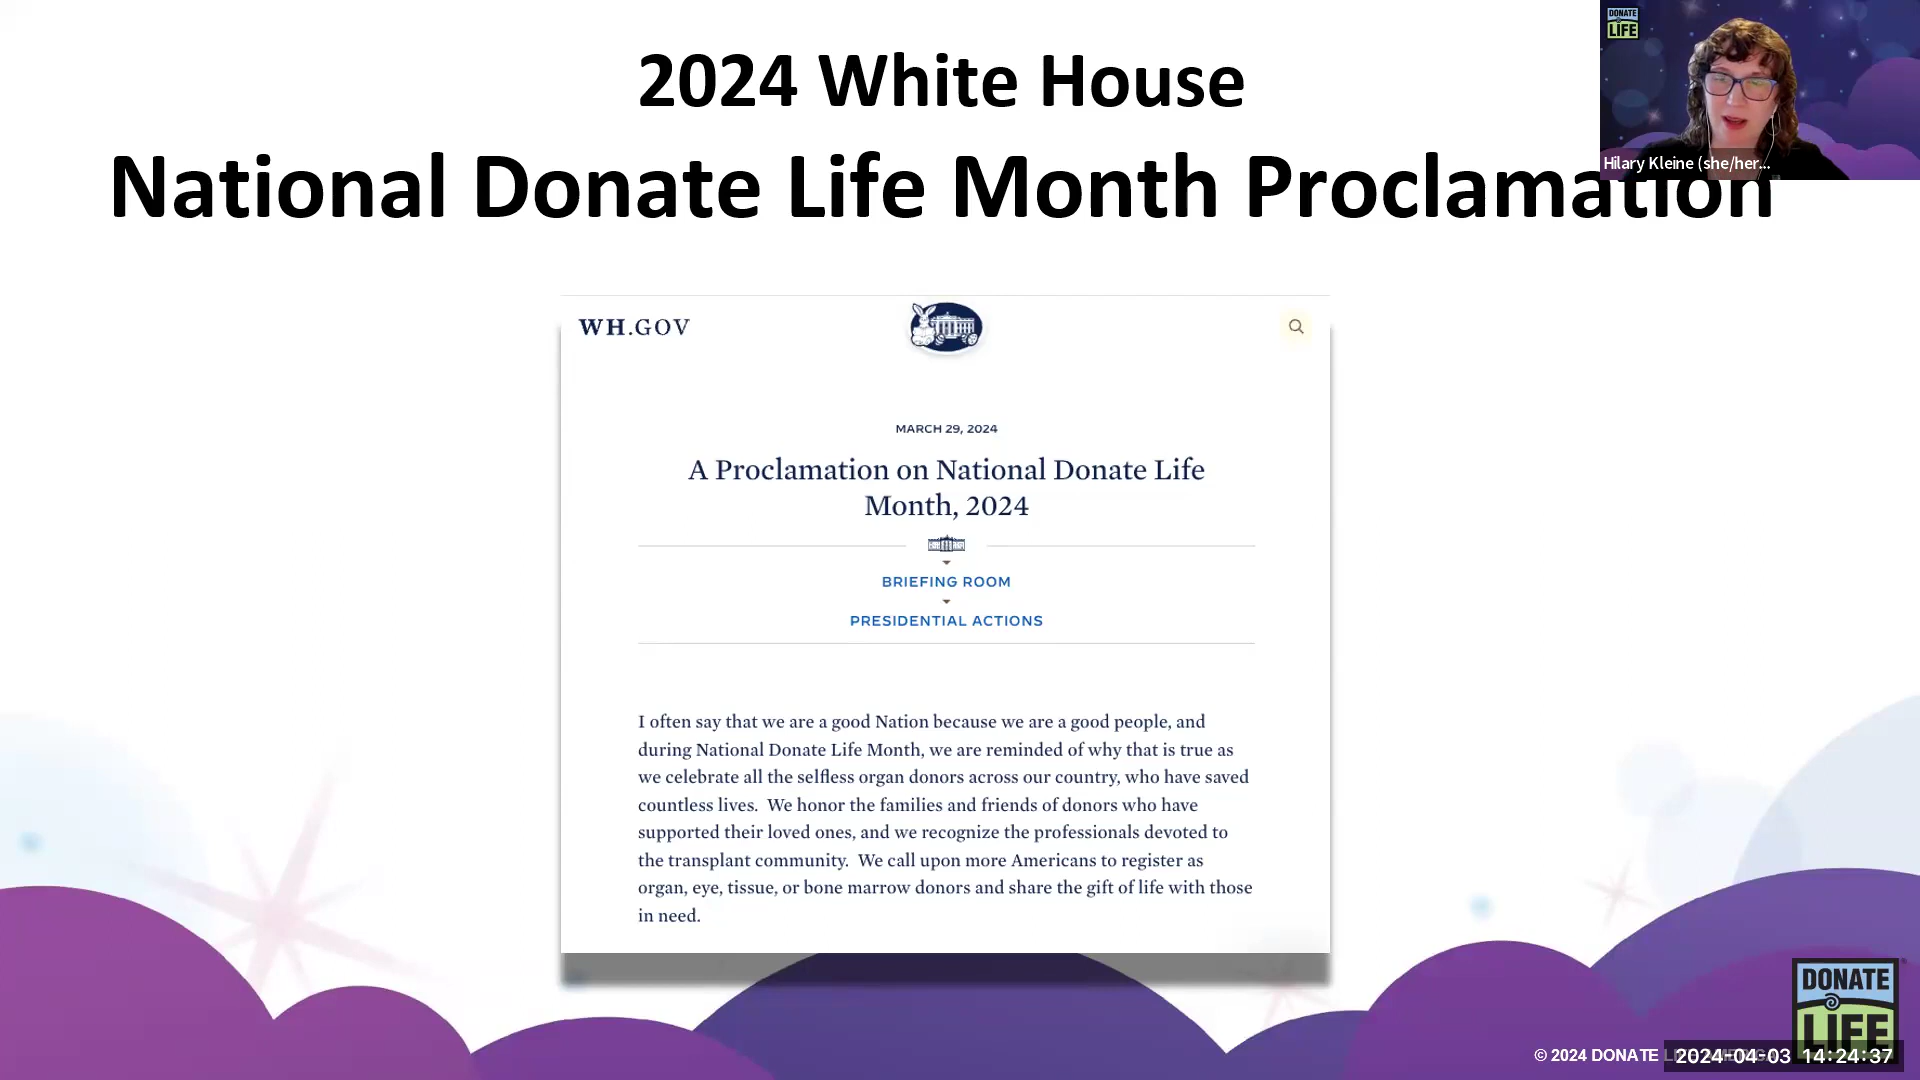 2024 White House
National Donate Life Month Proclamation
DONATE
LIFE
Hilary Kleine (she/her...
WH.GOV
MARCH 29, 2024
A Proclamation on National Donate Life
Month, 2024
BRIEFING ROOM
PRESIDENTIAL ACTIONS
I often say that we are a good Nation because we are a good people, and
during National Donate Life Month, we are reminded of why that is true as
we celebrate all the selfless organ donors across our country, who have saved
countless lives.  We honor the families and friends of donors who have
supported their loved ones, and we recognize the professionals devoted to
the transplant community.  We call upon more Americans to register as
organ, eye, tissue, or bone marrow donors and share the gift of life with those
in need.
DONATE
LIFE
© 2024 DONATE
2024-04-03 14:24:37